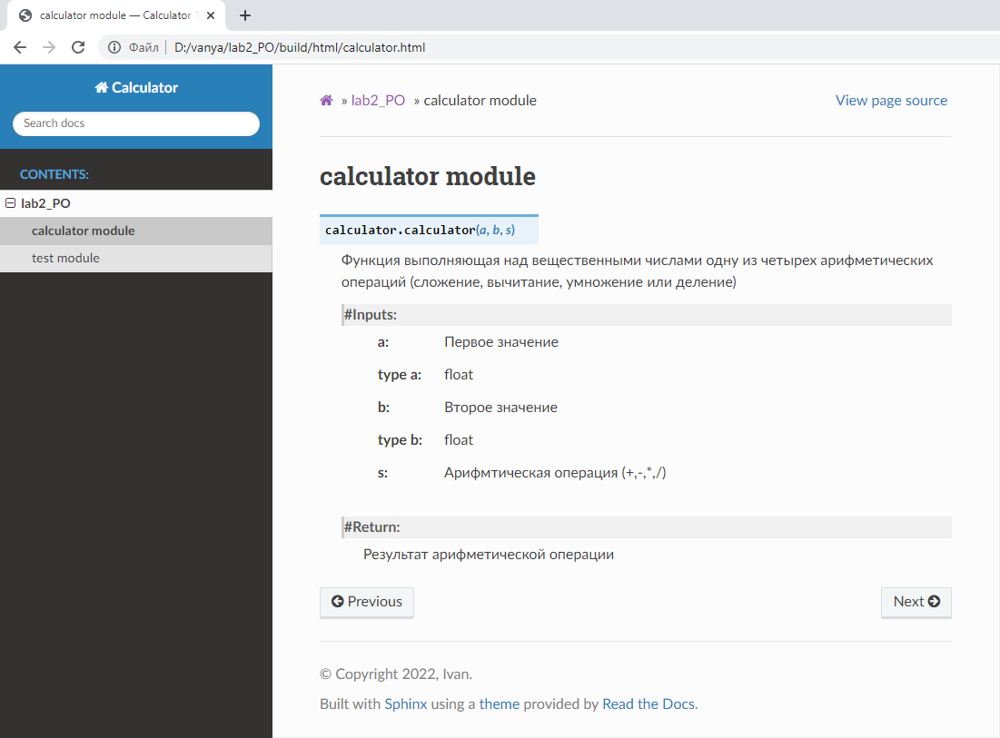 calculator module — Calculator
Файл
D:/vanya/lab2_PO/build/html/calculator.html
Calculator
Search docs
CONTENTS:
lab2_PO
calculator module
test module
» lab2_PO » calculator module
View page source
calculator module
calculator.calculator(a, b, s)
Функция выполняющая над вещественными числами одну из четырех арифметических
операций (сложение, вычитание, умножение или деление)
#Inputs:
a: Первое значение
type a: float
b: Второе значение
type b: float
s: Арифмтическая операция (+,-,*,/)
#Return:
Результат арифметической операции
Previous
Next
© Copyright 2022, Ivan.
Built with Sphinx using a theme provided by Read the Docs.